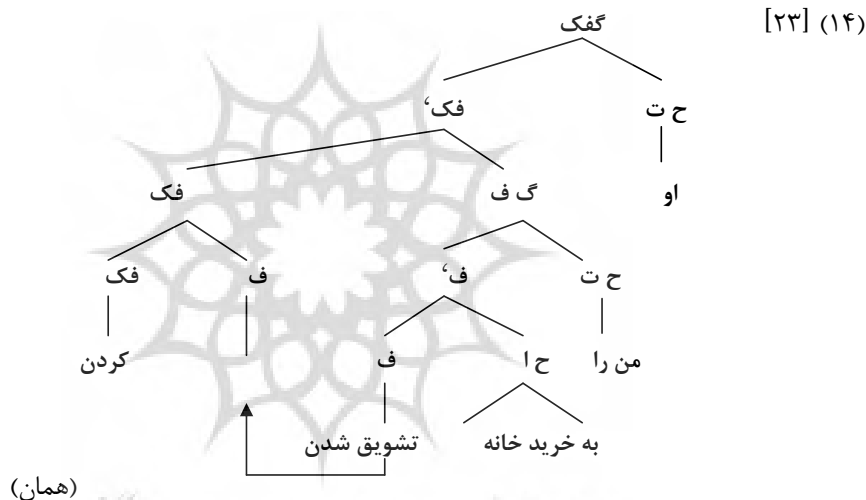 (۱۴) [۲۳]
گفک
ح ت فک‘
او گ ف فک
ح ت ف‘ ف فک
من را ح ا ف کردن
به خرید خانه تشویق شدن
(همان)